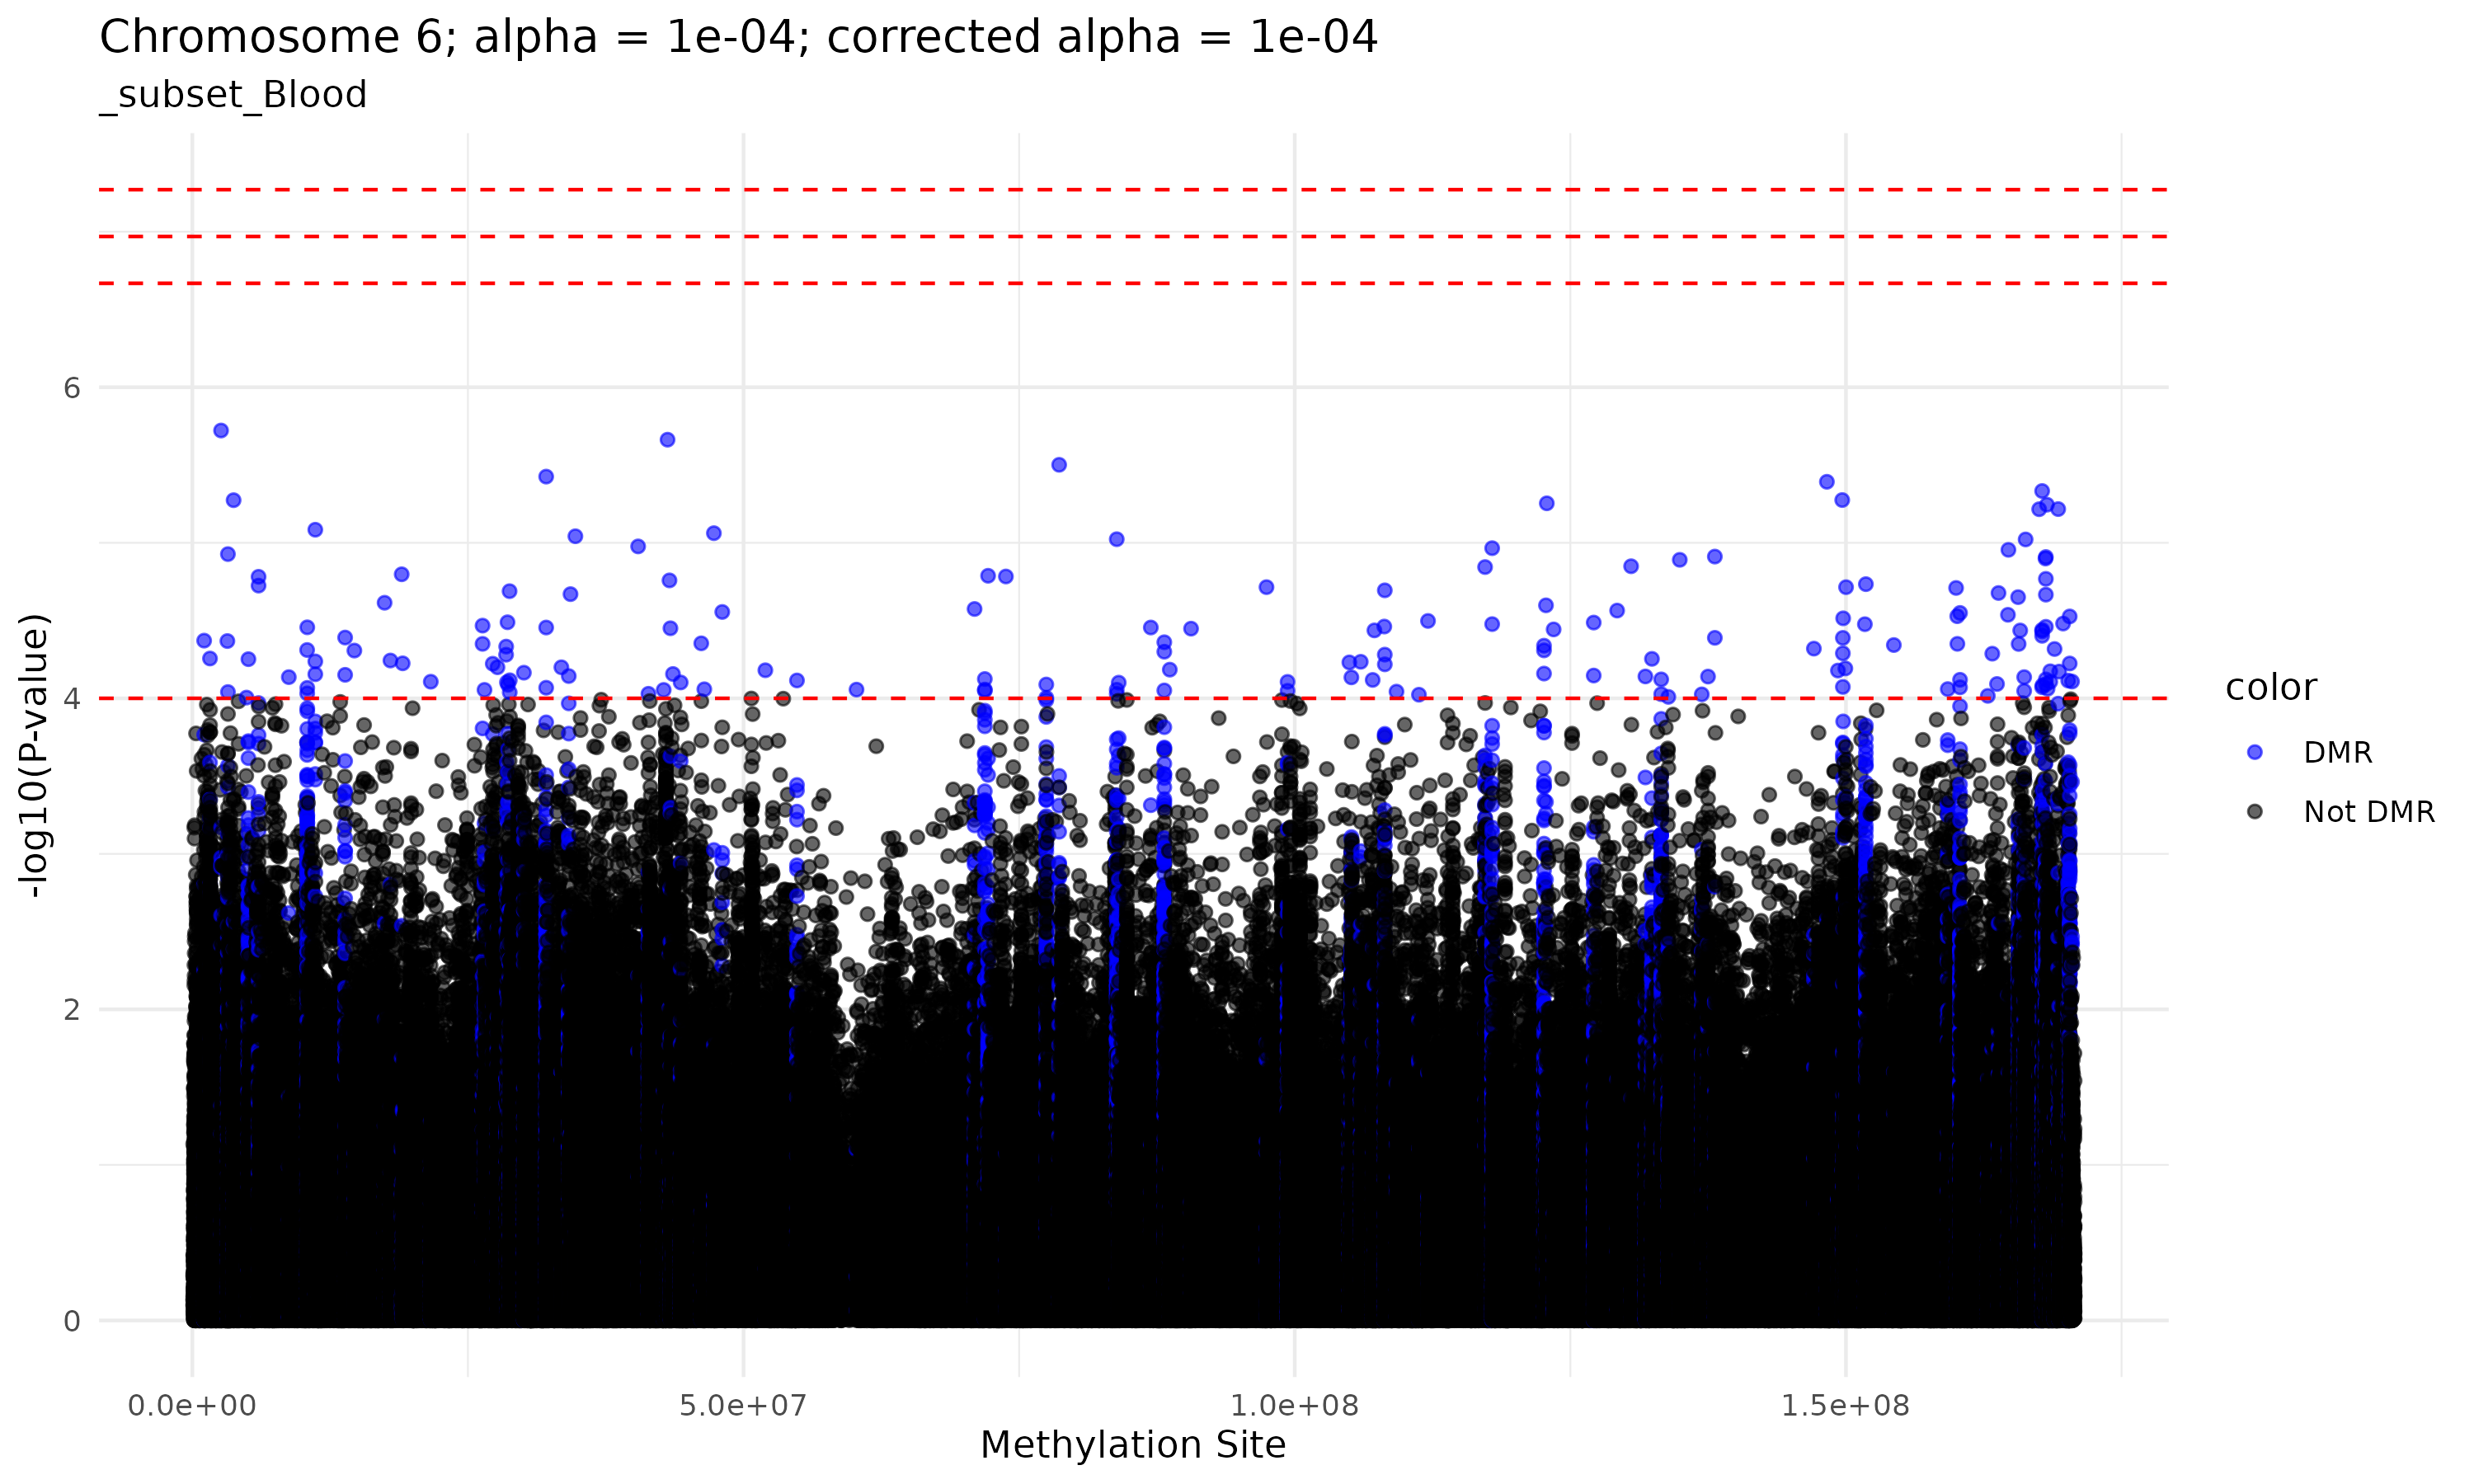 Chromosome 6; alpha = 1e-04; corrected alpha = 1e-04
_subset_Blood
-log10(P-value)
6
4
2
0
0.0e+00 5.0e+07 1.0e+08 1.5e+08
Methylation Site
color
DMR
Not DMR